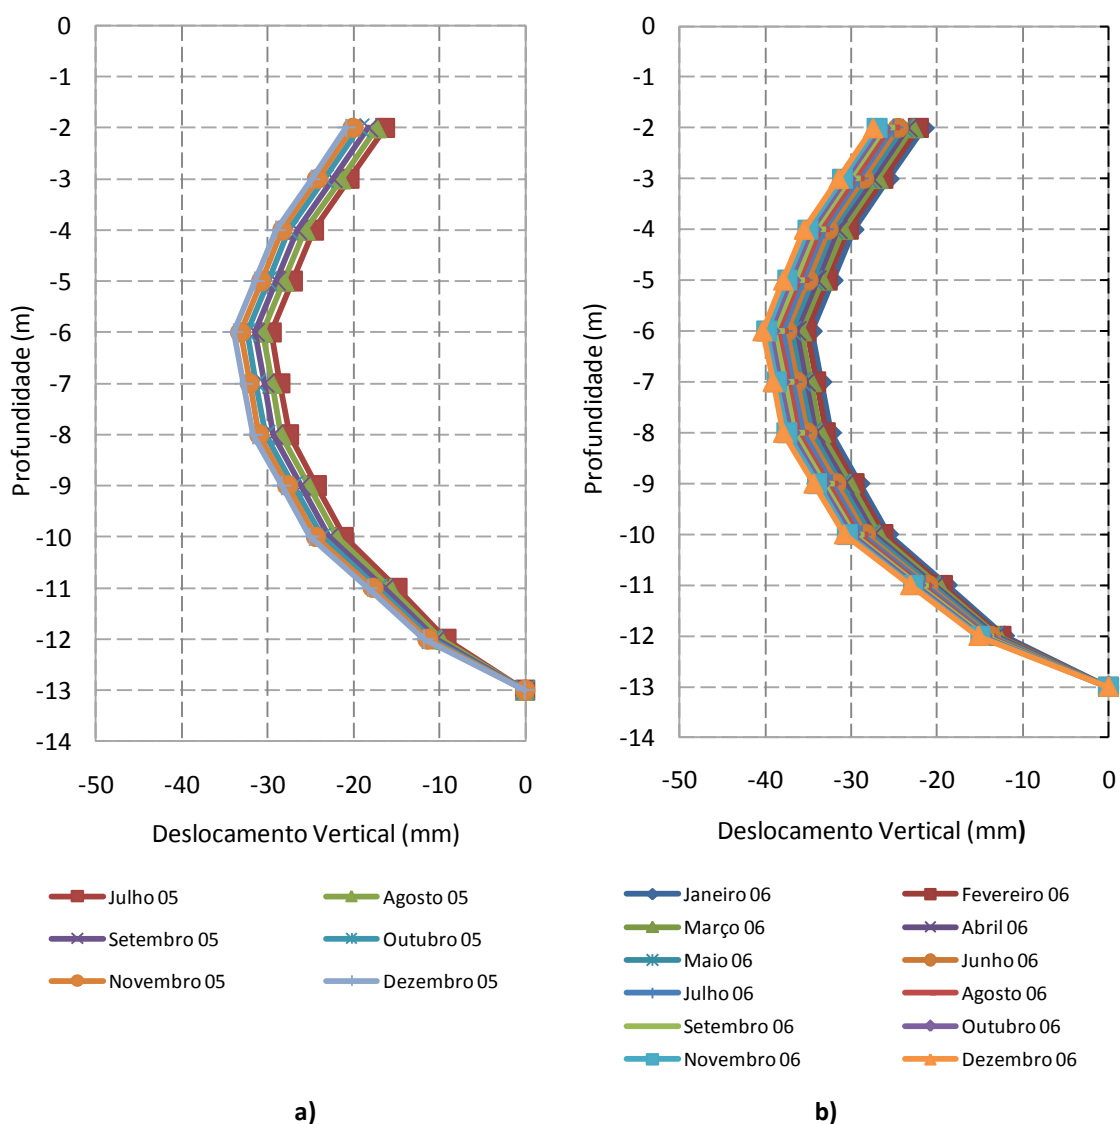 0
-1
-2
-3
-4
-5
-6
-7
-8
-9
-10
-11
-12
-13
-14
-50 -40 -30 -20 -10 0
Profundidade (m)
Deslocamento Vertical (mm)
Julho 05 Agosto 05
Setembro 05 Outubro 05
Novembro 05 Dezembro 05
a)
0
-1
-2
-3
-4
-5
-6
-7
-8
-9
-10
-11
-12
-13
-14
-50 -40 -30 -20 -10 0
Profundidade (m)
Deslocamento Vertical (mm)
Janeiro 06 Fevereiro 06
Março 06 Abril 06
Maio 06 Junho 06
Julho 06 Agosto 06
Setembro 06 Outubro 06
Novembro 06 Dezembro 06
b)